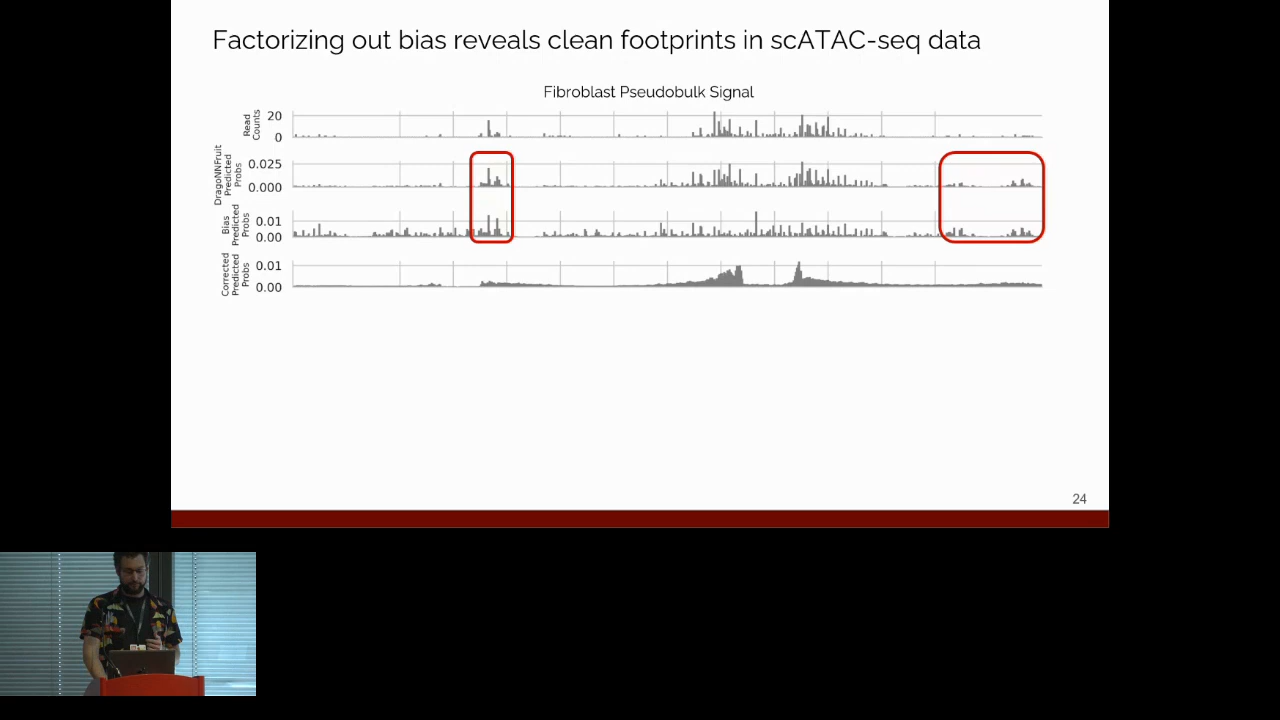 Factorizing out bias reveals clean footprints in scATAC-seq data
Fibroblast Pseudobulk Signal
Read
Counts
20
0
DragoNNFruit
Predicted
Probs
0.025
0.000
Bias
Predicted
Probs
0.01
0.00
Corrected
Predicted
Probs
0.01
0.00
24